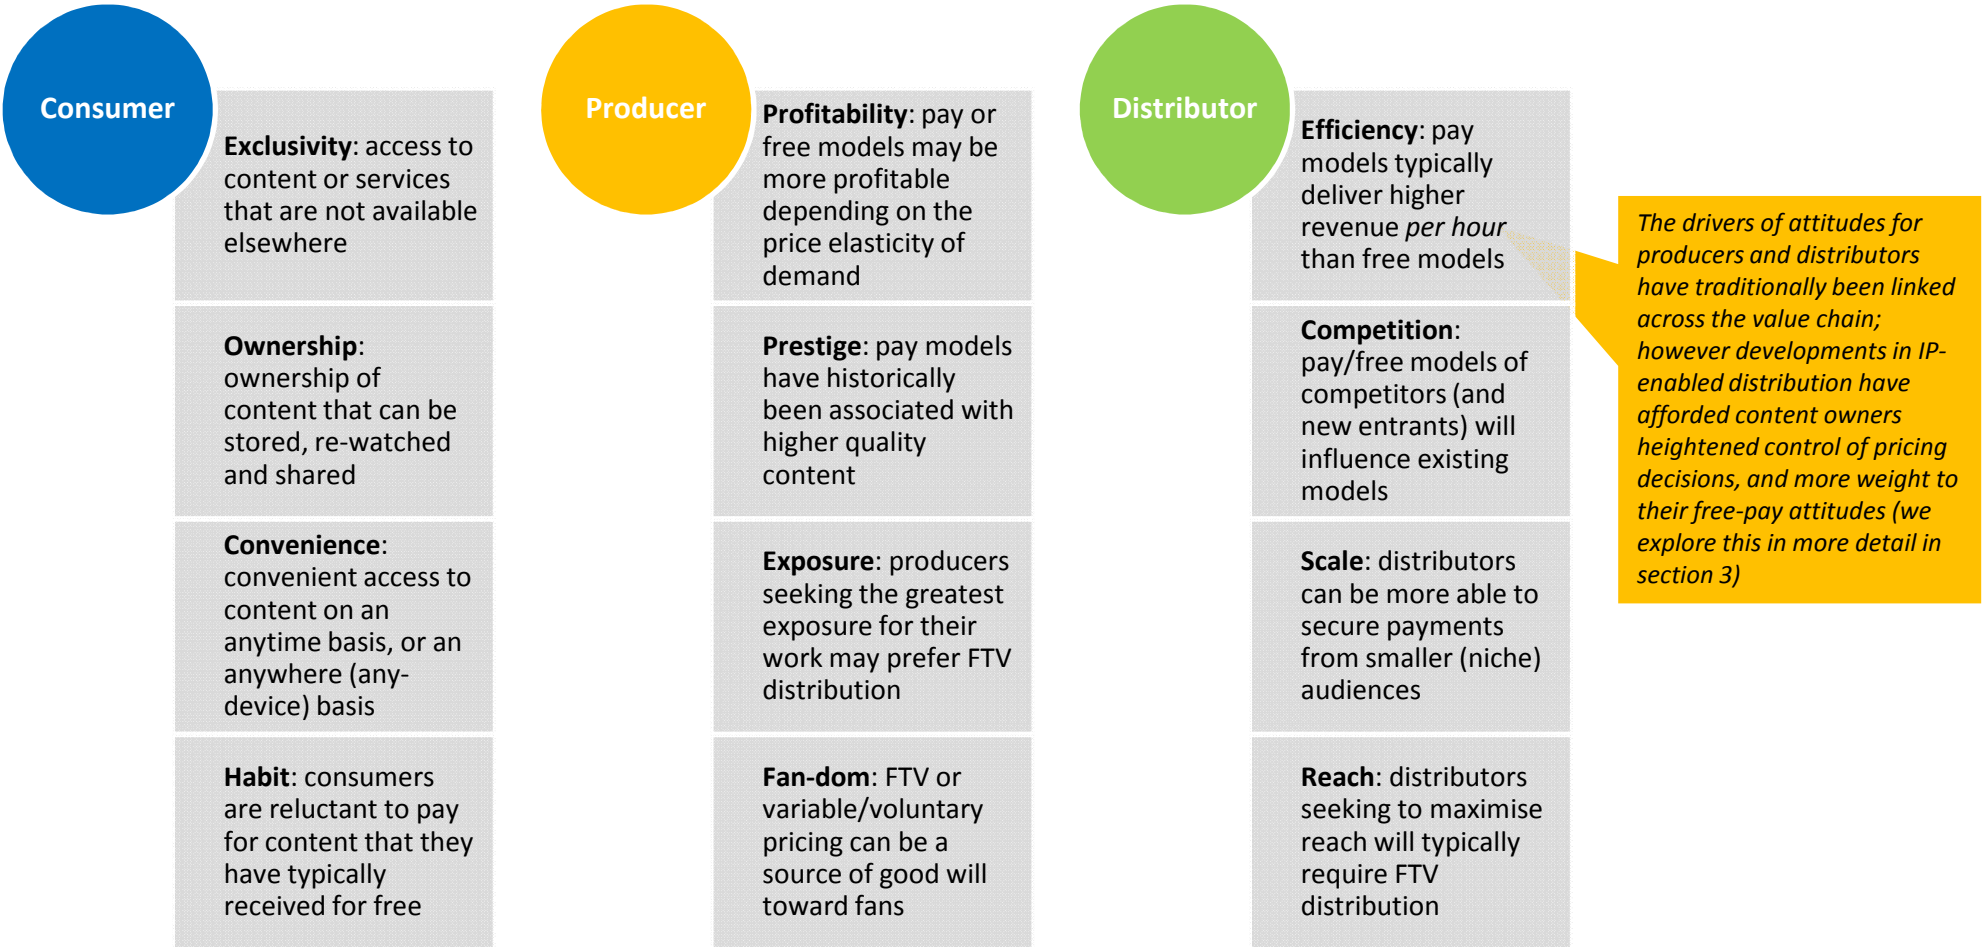 Consumer
Exclusivity: access to
content or services
that are not available
elsewhere
Ownership:
ownership of
content that can be
stored, re-watched
and shared
Convenience:
convenient access to
content on an
anytime basis, or an
anywhere (any-
device) basis
Habit: consumers
are reluctant to pay
for content that they
have typically
received for free
Producer
Profitability: pay or
free models may be
more profitable
depending on the
price elasticity of
demand
Prestige: pay models
have historically
been associated with
higher quality
content
Exposure: producers
seeking the greatest
exposure for their
work may prefer FTV
distribution
Fan-dom: FTV or
variable/voluntary
pricing can be a
source of good will
toward fans
Distributor
Efficiency: pay
models typically
deliver higher
revenue per hour
than free models
Competition:
pay/free models of
competitors (and
new entrants) will
influence existing
models
Scale: distributors
can be more able to
secure payments
from smaller (niche)
audiences
Reach: distributors
seeking to maximise
reach will typically
require FTV
distribution
The drivers of attitudes for
producers and distributors
have traditionally been linked
across the value chain;
however developments in IP-
enabled distribution have
afforded content owners
heightened control of pricing
decisions, and more weight to
their free-pay attitudes (we
explore this in more detail in
section 3)